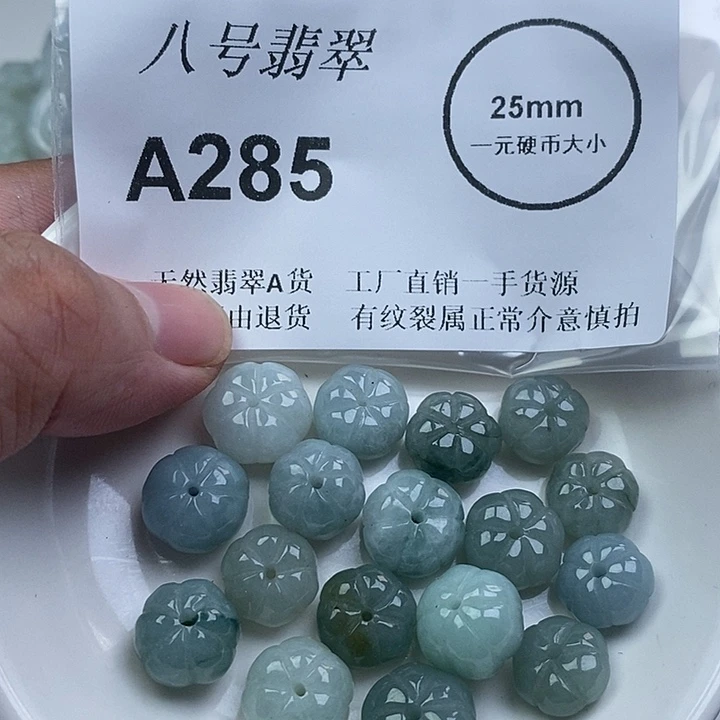 八号翡翠
25mm
一元硬币大小
A285
天然翡翠A货 工厂直销一手货源
由退货 有纹裂属正常介意慎拍